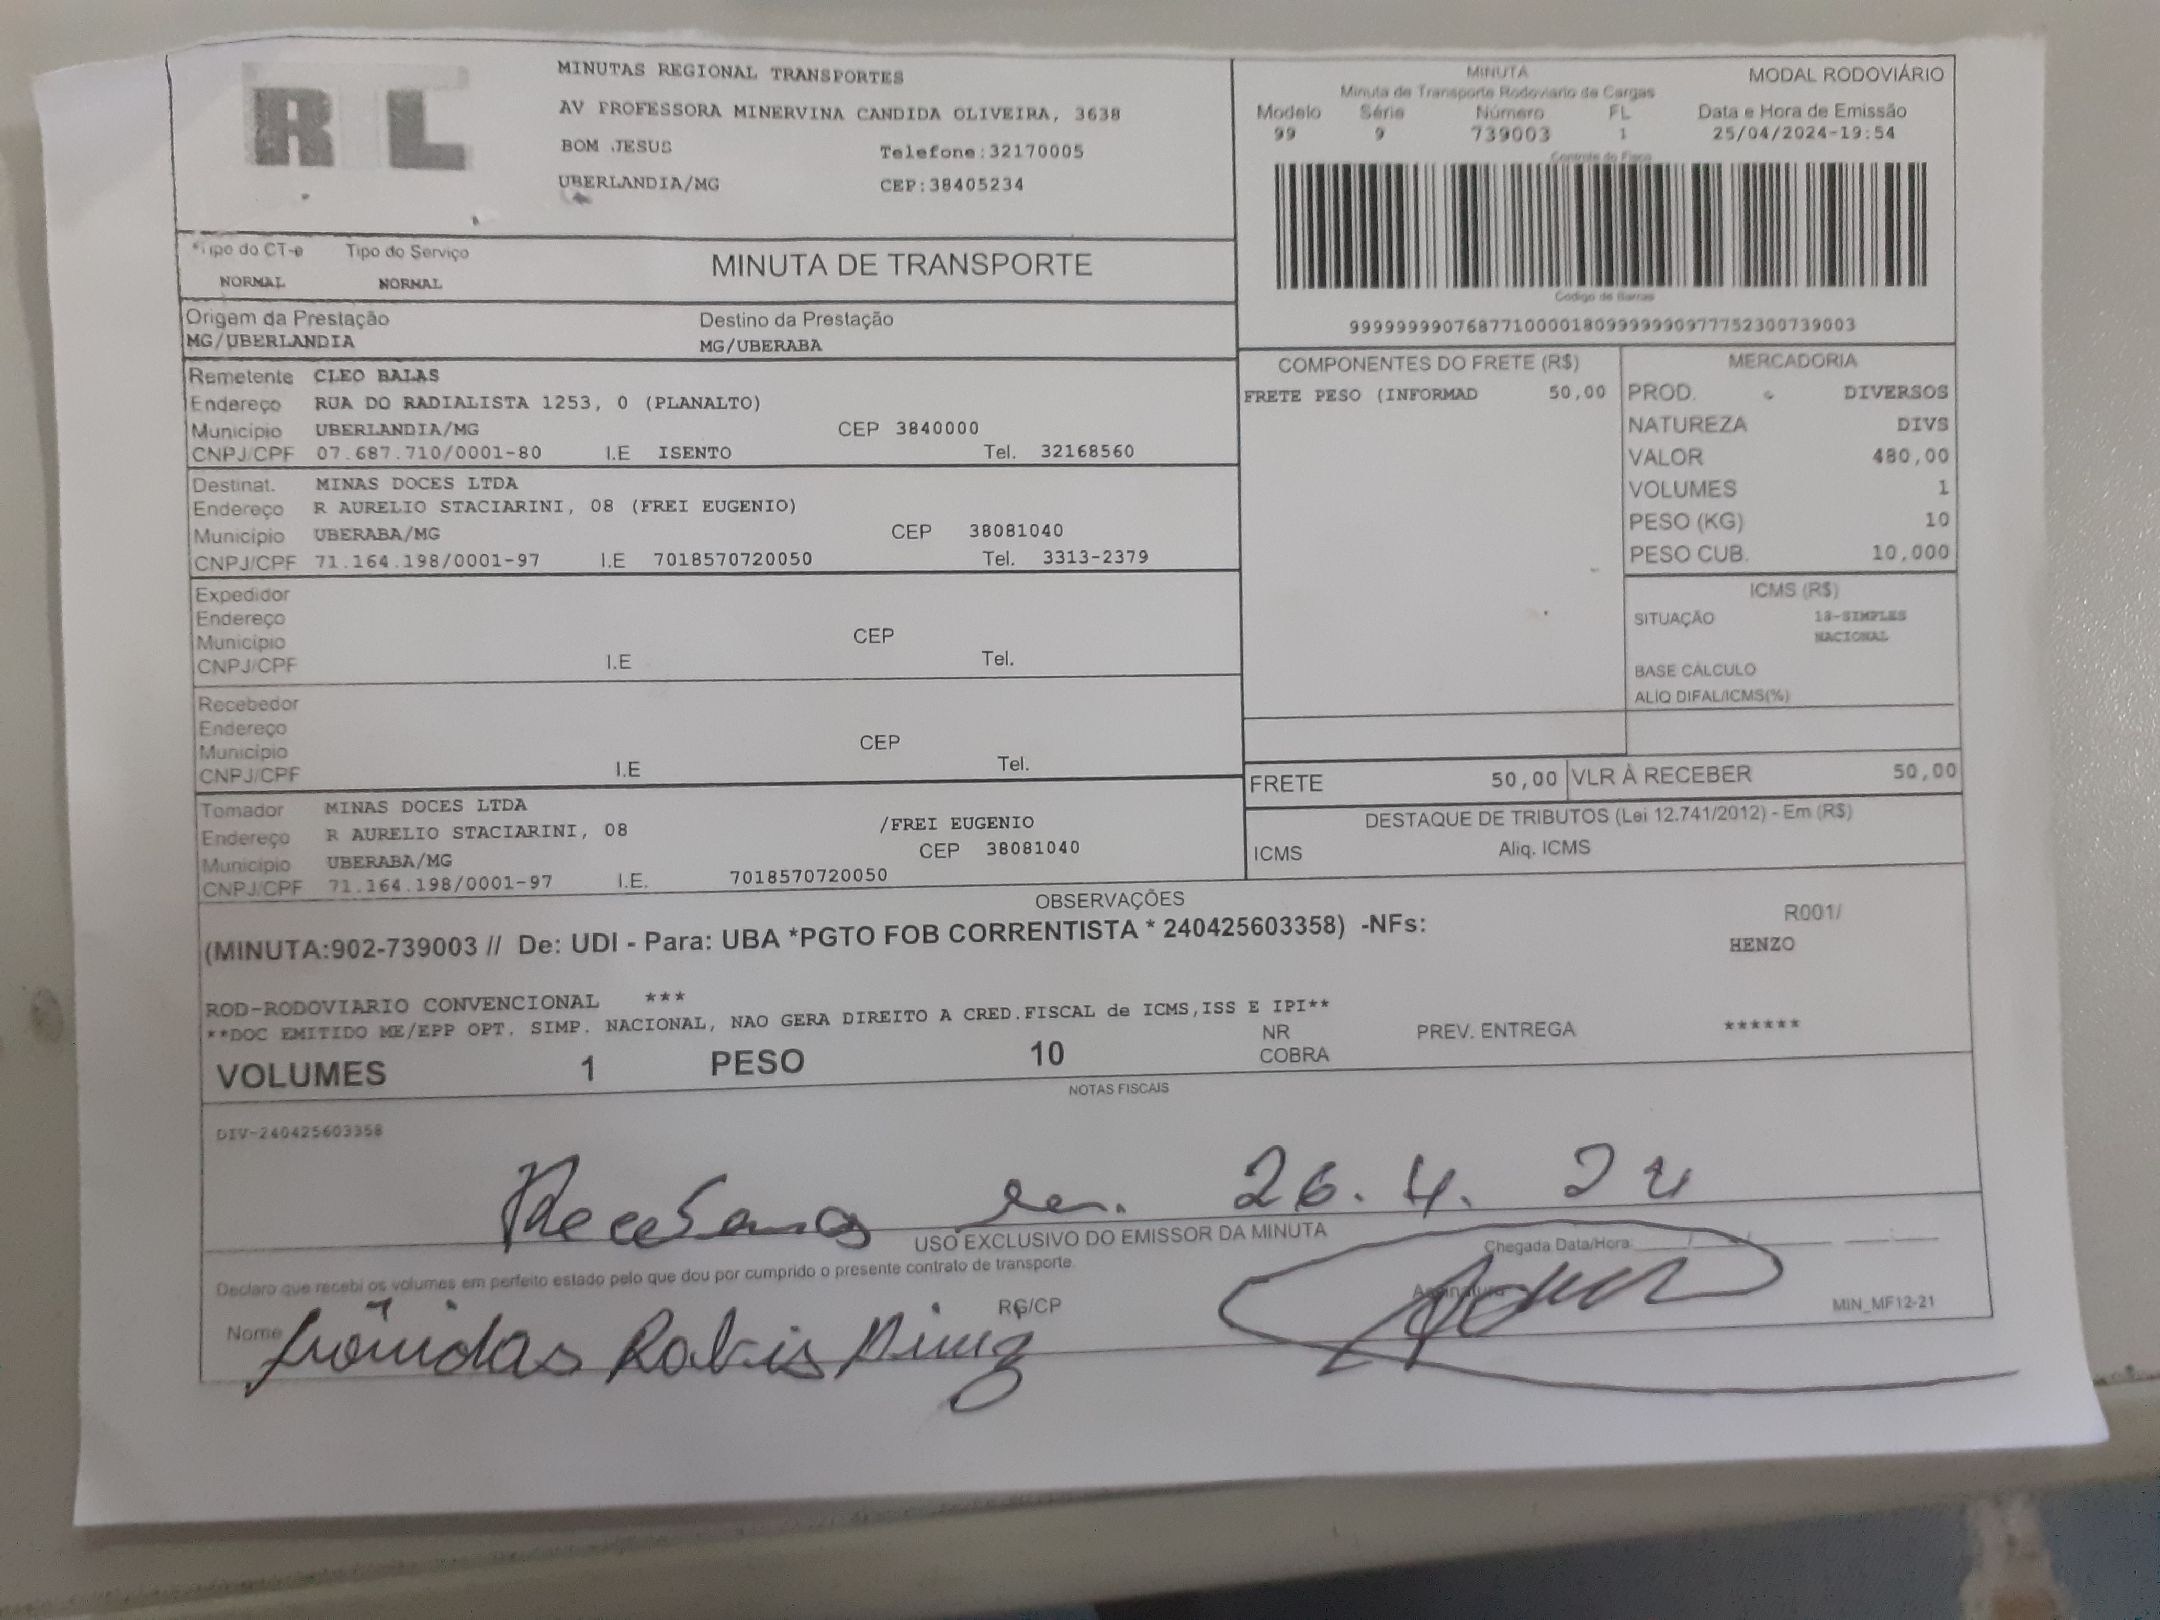 RTL
MINUTAS REGIONAL TRANSPORTES
AV PROFESSORA MINERVINA CANDIDA OLIVEIRA, 3638
BOM JESUS Telefone:32170005
UBERLANDIA/MG CEP:38405234
MINUTA MODAL RODOVIÁRIO
Minuta de Transporte Rodoviario de Cargas
Modelo Série Número FL Data e Hora de Emissão
99 9 739003 1 25/04/2024-19:54
Controle do Fisco
Codigo de Barras
99999999076877100001809999990977752300739003
Tipo do CT-e Tipo do Serviço
NORMAL NORMAL
MINUTA DE TRANSPORTE
Origem da Prestação Destino da Prestação
MG/UBERLANDIA MG/UBERABA
Remetente CLEO BALAS
Endereço RUA DO RADIALISTA 1253, 0 (PLANALTO)
Município UBERLANDIA/MG CEP 3840000
CNPJ/CPF 07.687.710/0001-80 I.E ISENTO Tel. 32168560
Destinat. MINAS DOCES LTDA
Endereço R AURELIO STACIARINI, 08 (FREI EUGENIO)
Município UBERABA/MG CEP 38081040
CNPJ/CPF 71.164.198/0001-97 I.E 7018570720050 Tel. 3313-2379
Expedidor
Endereço
Município CEP
CNPJ/CPF I.E Tel.
Recebedor
Endereço
Município CEP
CNPJ/CPF I.E Tel.
Tomador MINAS DOCES LTDA
Endereço R AURELIO STACIARINI, 08 /FREI EUGENIO
Município UBERABA/MG CEP 38081040
CNPJ/CPF 71.164.198/0001-97 I.E. 7018570720050
COMPONENTES DO FRETE (R$)
FRETE PESO (INFORMAD 50,00
MERCADORIA
PROD. DIVERSOS
NATUREZA DIVS
VALOR 480,00
VOLUMES 1
PESO (KG) 10
PESO CUB. 10,000
ICMS (R$)
SITUAÇÃO 18-SIMPLES
NACIONAL
BASE CÁLCULO
ALIQ DIFAL/ICMS(%)
FRETE 50,00 VLR À RECEBER 50,00
DESTAQUE DE TRIBUTOS (Lei 12.741/2012) - Em (R$)
ICMS Aliq. ICMS
OBSERVAÇÕES
(MINUTA:902-739003 // De: UDI - Para: UBA *PGTO FOB CORRENTISTA * 240425603358) -NFs:
R001/
HENZO
ROD-RODOVIARIO CONVENCIONAL ***
**DOC EMITIDO ME/EPP OPT. SIMP. NACIONAL, NAO GERA DIREITO A CRED.FISCAL de ICMS,ISS E IPI**
VOLUMES 1 PESO 10 NR COBRA PREV. ENTREGA ******
NOTAS FISCAIS
DIV-240425603358
26.4.24
USO EXCLUSIVO DO EMISSOR DA MINUTA
Declaro que recebi os volumes em perfeito estado pelo que dou por cumprido o presente contrato de transporte.
Chegada Data/Hora: / /
Nome RG/CP Assinatura MIN_MF12-21